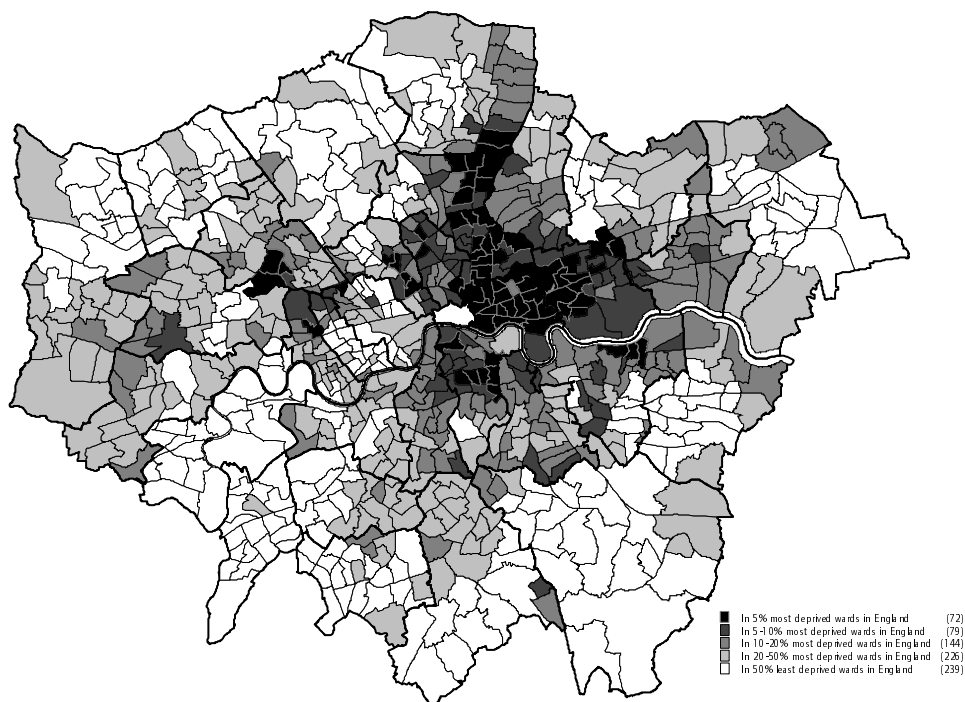 In 5% most deprived wards in England (72)
In 5-10% most deprived wards in England (79)
In 10-20% most deprived wards in England (144)
In 20-50% most deprived wards in England (226)
In 50% least deprived wards in England (239)